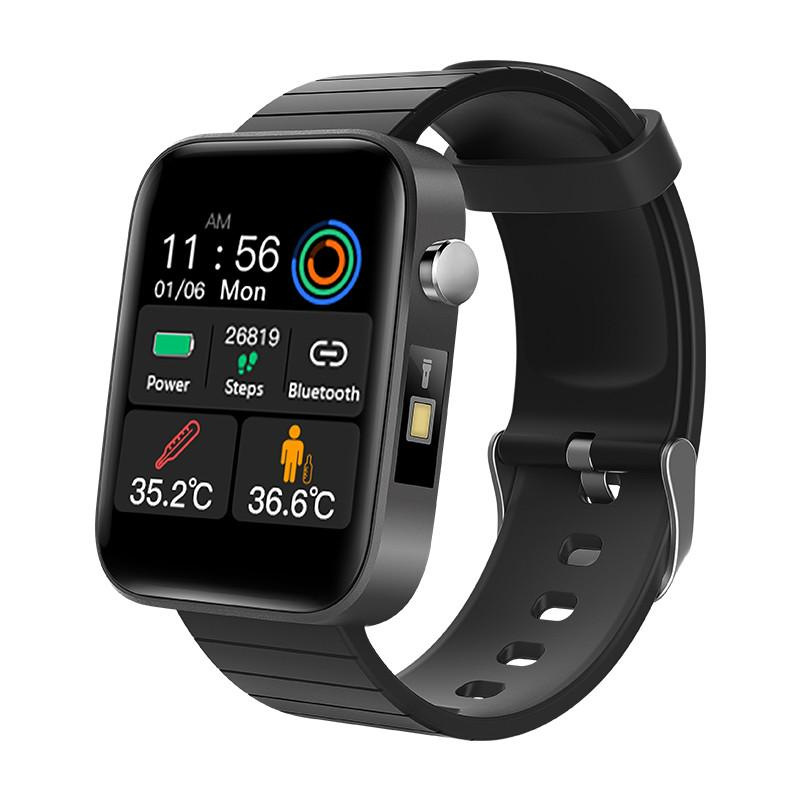 AM
11 : 56
01/06 Mon
26819
Power Steps Bluetooth
35.2℃ 36.6℃